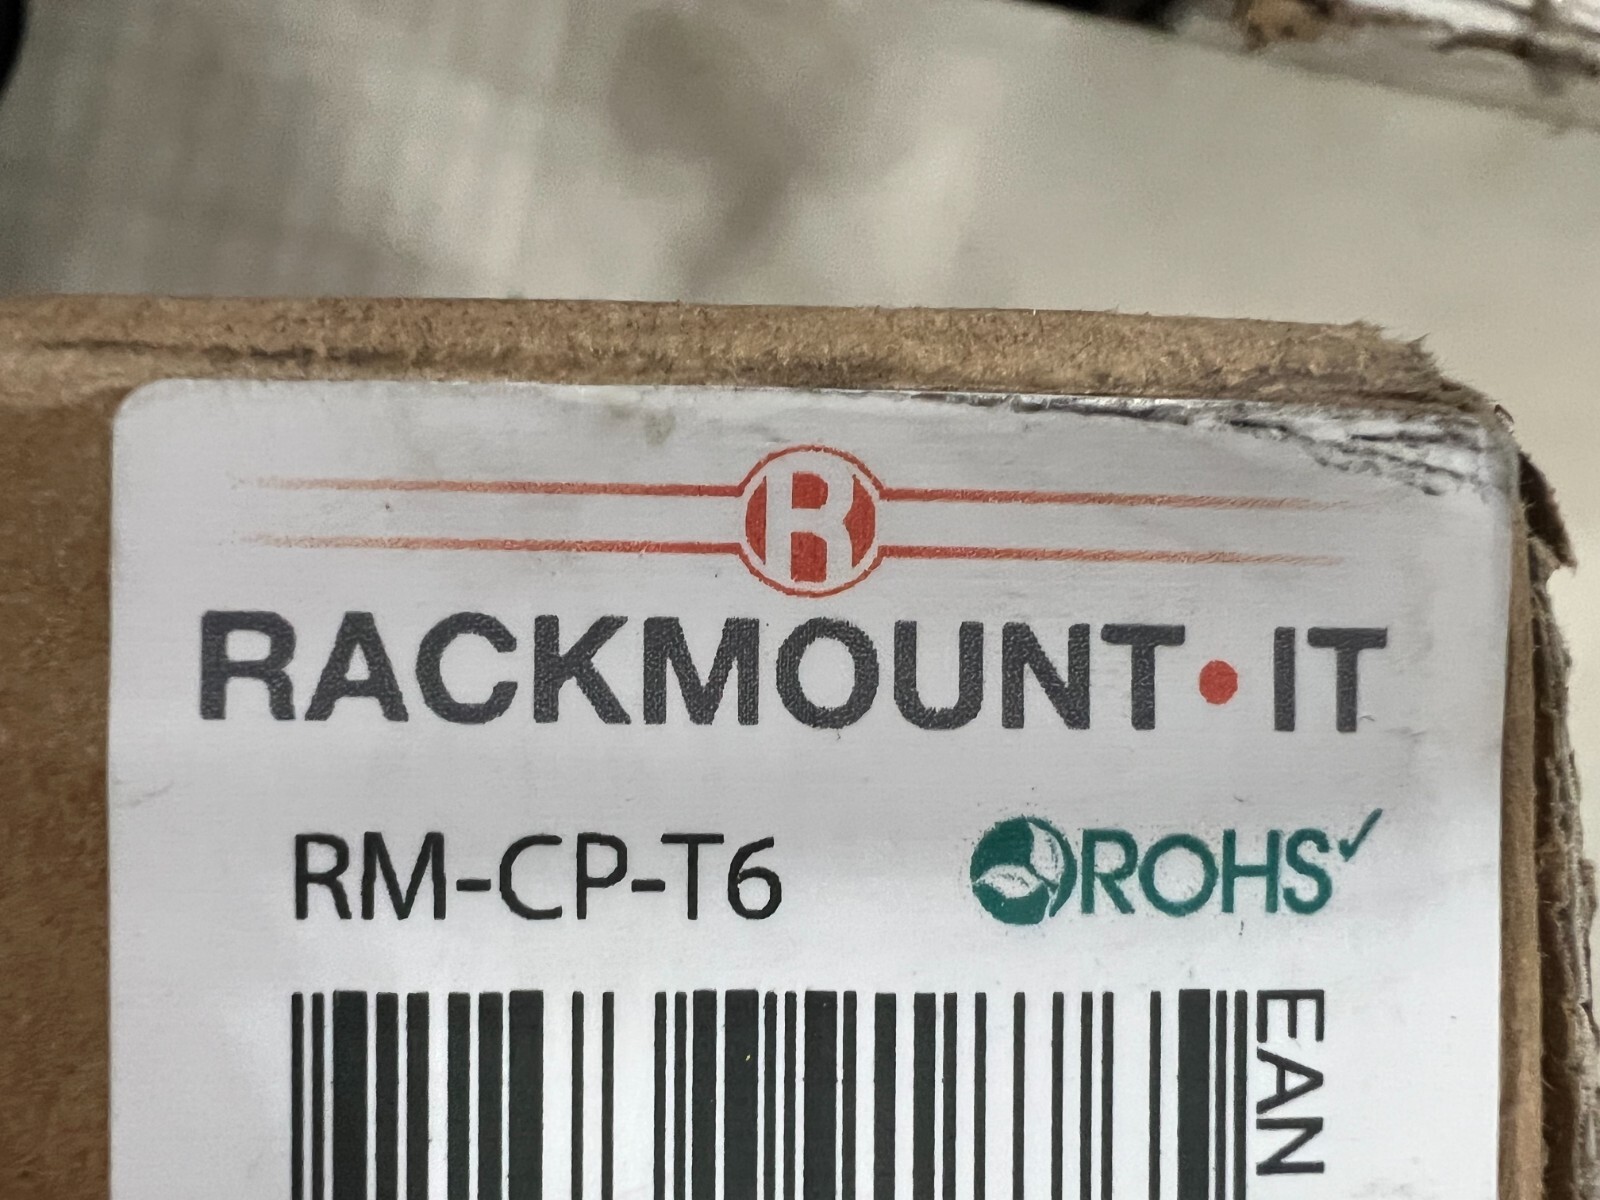 R
RACKMOUNT•IT
RM-CP-T6
ROHS✓
EAN